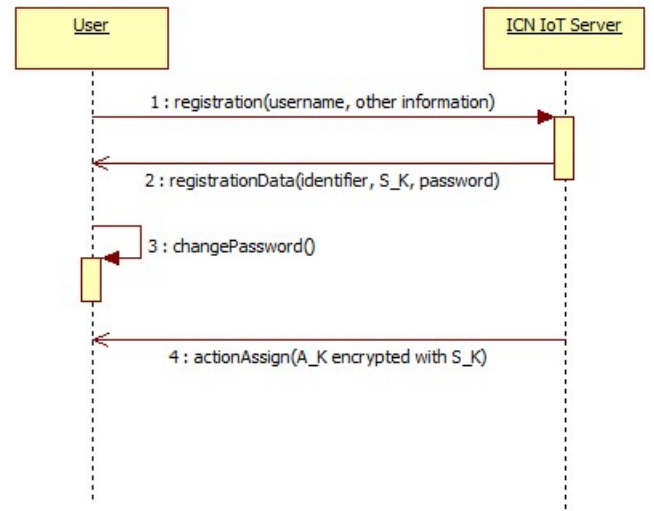 User
ICN IoT Server
1 : registration(username, other information)
2 : registrationData(identifier, S_K, password)
3 : changePassword()
4 : actionAssign(A_K encrypted with S_K)